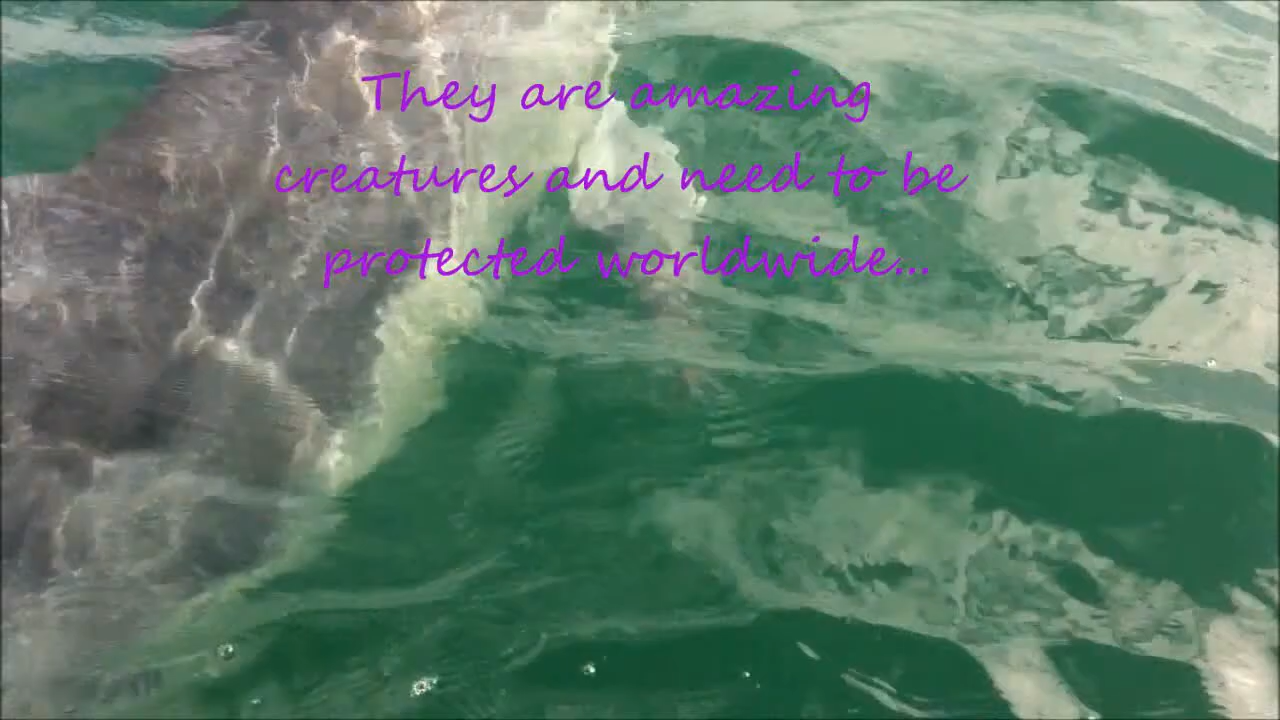 They are amazing
creatures and need to be
protected worldwide...